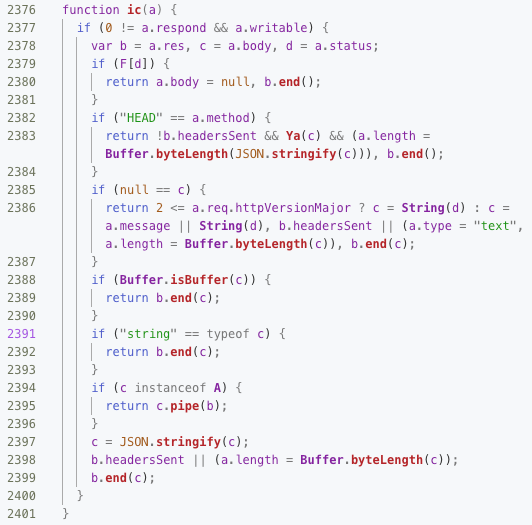 2376 function ic(a) {
2377 if (0 != a.respond && a.writable) {
2378 var b = a.res, c = a.body, d = a.status;
2379 if (F[d]) {
2380 return a.body = null, b.end();
2381 }
2382 if ("HEAD" == a.method) {
2383 return !b.headersSent && Ya(c) && (a.length =
Buffer.byteLength(JSON.stringify(c))), b.end();
2384 }
2385 if (null == c) {
2386 return 2 <= a.req.httpVersionMajor ? c = String(d) : c =
a.message || String(d), b.headersSent || (a.type = "text",
a.length = Buffer.byteLength(c)), b.end(c);
2387 }
2388 if (Buffer.isBuffer(c)) {
2389 return b.end(c);
2390 }
2391 if ("string" == typeof c) {
2392 return b.end(c);
2393 }
2394 if (c instanceof A) {
2395 return c.pipe(b);
2396 }
2397 c = JSON.stringify(c);
2398 b.headersSent || (a.length = Buffer.byteLength(c));
2399 b.end(c);
2400 }
2401 }